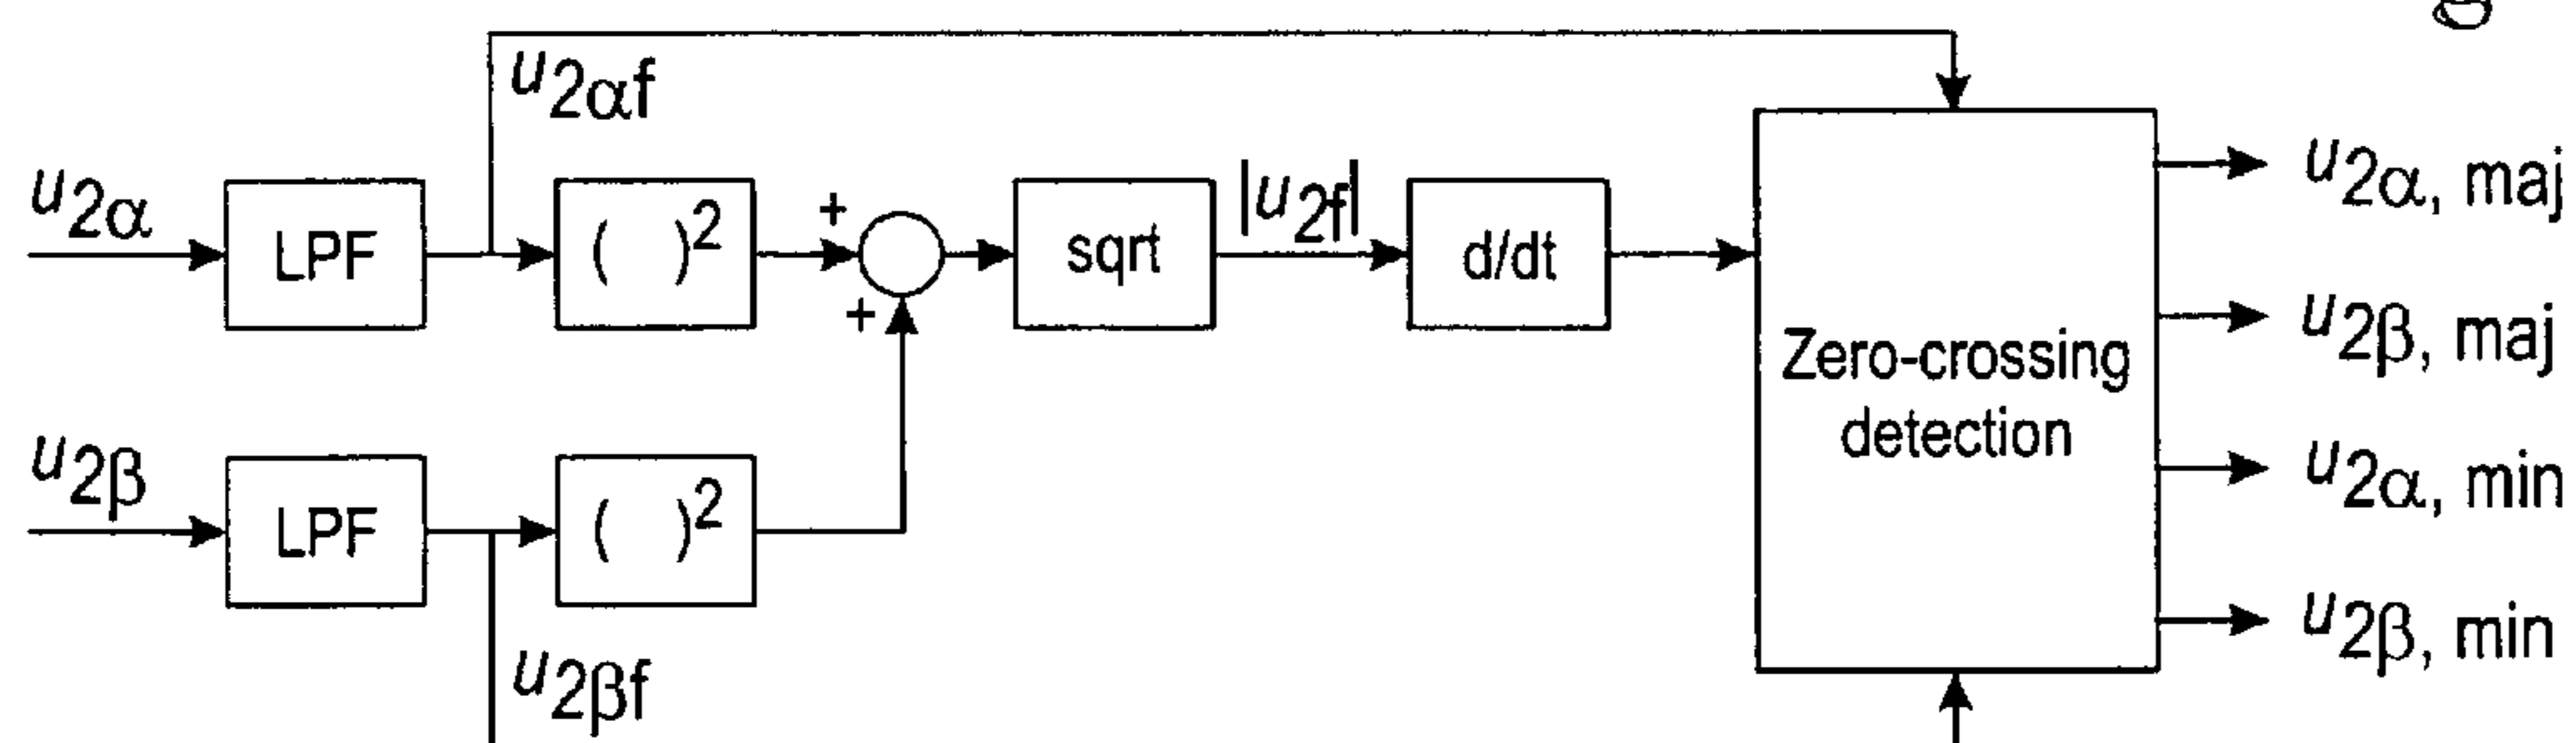 u2αf
u2α
LPF
( )2
+
+
sqrt
|u2f|
d/dt
Zero-crossing
detection
u2α, maj
u2β, maj
u2α, min
u2β, min
u2β
LPF
( )2
u2βf